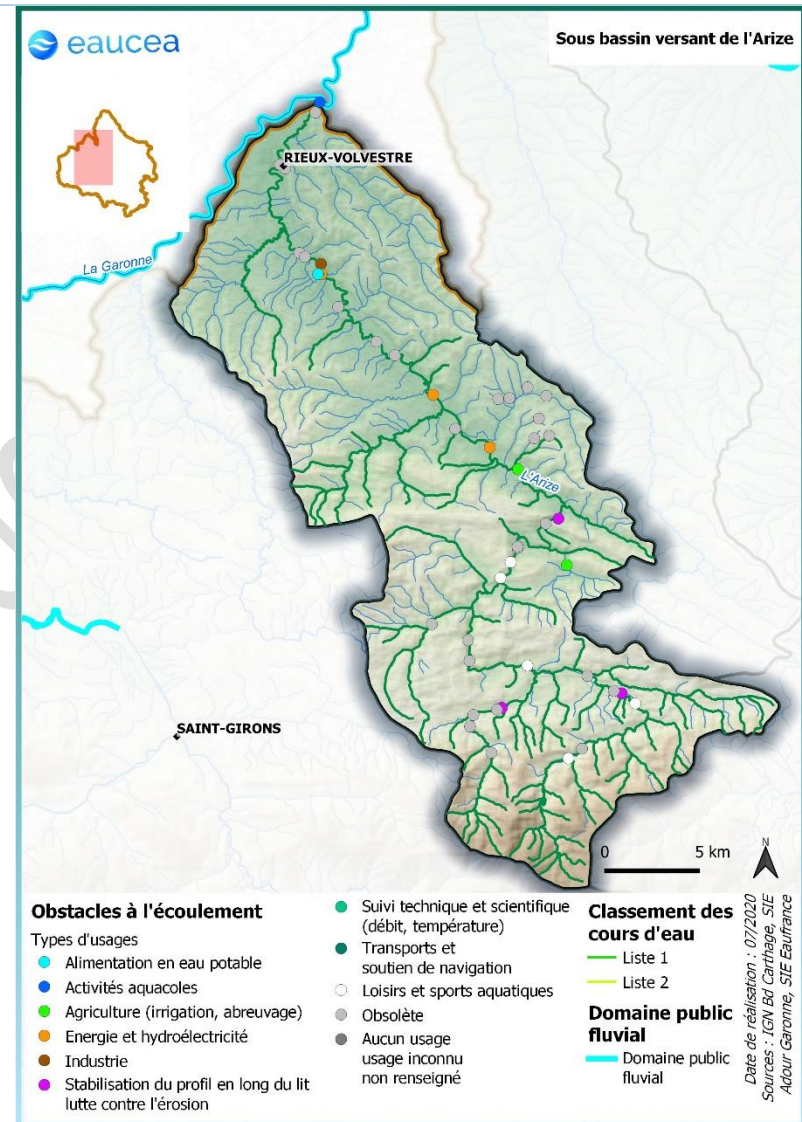 eaucea
Sous bassin versant de l'Arize
RIEUX-VOLVESTRE
La Garonne
L'Arize
SAINT-GIRONS
0 5 km
N
Obstacles à l'écoulement
Types d'usages
Alimentation en eau potable
Activités aquacoles
Agriculture (irrigation, abreuvage)
Energie et hydroélectricité
Industrie
Stabilisation du profil en long du lit
lutte contre l'érosion
Suivi technique et scientifique
(débit, température)
Transports et
soutien de navigation
Loisirs et sports aquatiques
Obsolète
Aucun usage
usage inconnu
non renseigné
Classement des
cours d'eau
Liste 1
Liste 2
Domaine public
fluvial
Domaine public
fluvial
Date de réalisation : 07/2020
Sources : IGN Bd Carthage, SIE
Adour Garonne, SIE Eaufrance